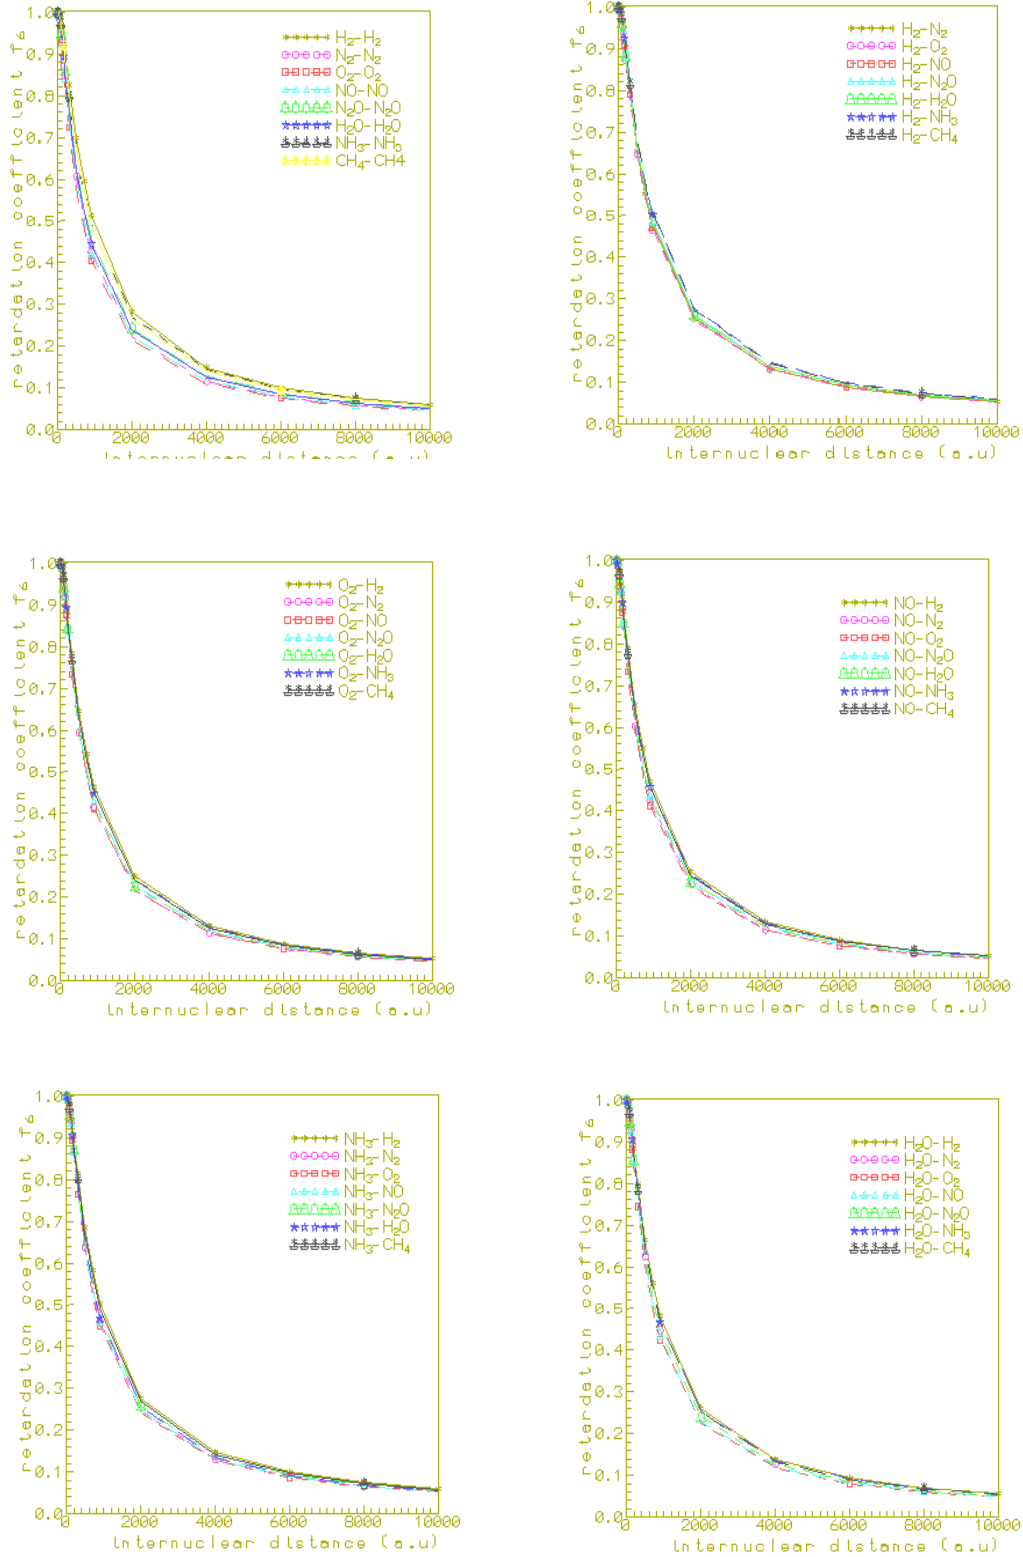 retardation coefficient f6
1.0
0.9
0.8
0.7
0.6
0.5
0.4
0.3
0.2
0.1
0.0
H2-H2
N2-N2
O2-O2
NO-NO
N2O-N2O
H2O-H2O
NH3-NH3
CH4-CH4
0 2000 4000 6000 8000 10000
Internuclear distance (a.u)
retardation coefficient f6
1.0
0.9
0.8
0.7
0.6
0.5
0.4
0.3
0.2
0.1
0.0
H2-N2
H2-O2
H2-NO
H2-N2O
H2-H2O
H2-NH3
H2-CH4
0 2000 4000 6000 8000 10000
Internuclear distance (a.u)
retardation coefficient f6
1.0
0.9
0.8
0.7
0.6
0.5
0.4
0.3
0.2
0.1
0.0
O2-H2
O2-N2
O2-NO
O2-N2O
O2-H2O
O2-NH3
O2-CH4
0 2000 4000 6000 8000 10000
Internuclear distance (a.u)
retardation coefficient f6
1.0
0.9
0.8
0.7
0.6
0.5
0.4
0.3
0.2
0.1
0.0
NO-H2
NO-N2
NO-O2
NO-N2O
NO-H2O
NO-NH3
NO-CH4
0 2000 4000 6000 8000 10000
Internuclear distance (a.u)
retardation coefficient f6
1.0
0.9
0.8
0.7
0.6
0.5
0.4
0.3
0.2
0.1
0.0
NH3-H2
NH3-N2
NH3-O2
NH3-NO
NH3-N2O
NH3-H2O
NH3-CH4
0 2000 4000 6000 8000 10000
Internuclear distance (a.u)
retardation coefficient f6
1.0
0.9
0.8
0.7
0.6
0.5
0.4
0.3
0.2
0.1
0.0
H2O-H2
H2O-N2
H2O-O2
H2O-NO
H2O-N2O
H2O-NH3
H2O-CH4
0 2000 4000 6000 8000 10000
Internuclear distance (a.u)